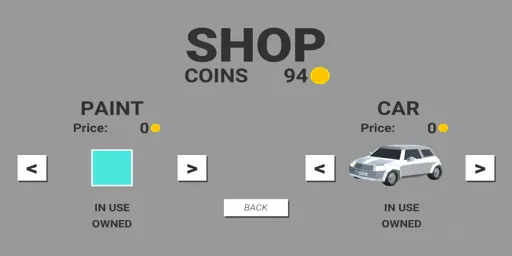 SHOP
COINS 94
PAINT
Price: 0
< >
IN USE
OWNED
CAR
Price: 0
< >
IN USE
OWNED
BACK